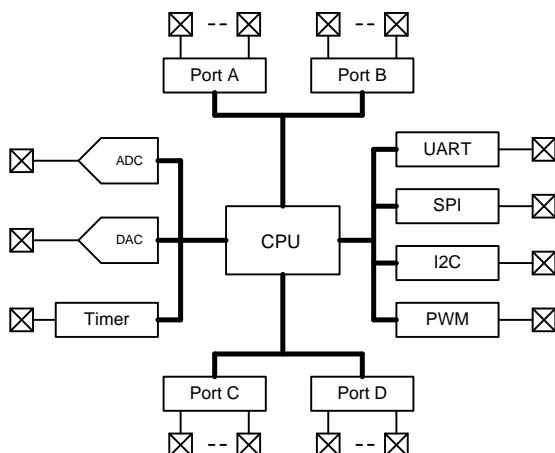 Port A
Port B
ADC
UART
SPI
DAC
CPU
I2C
Timer
PWM
Port C
Port D